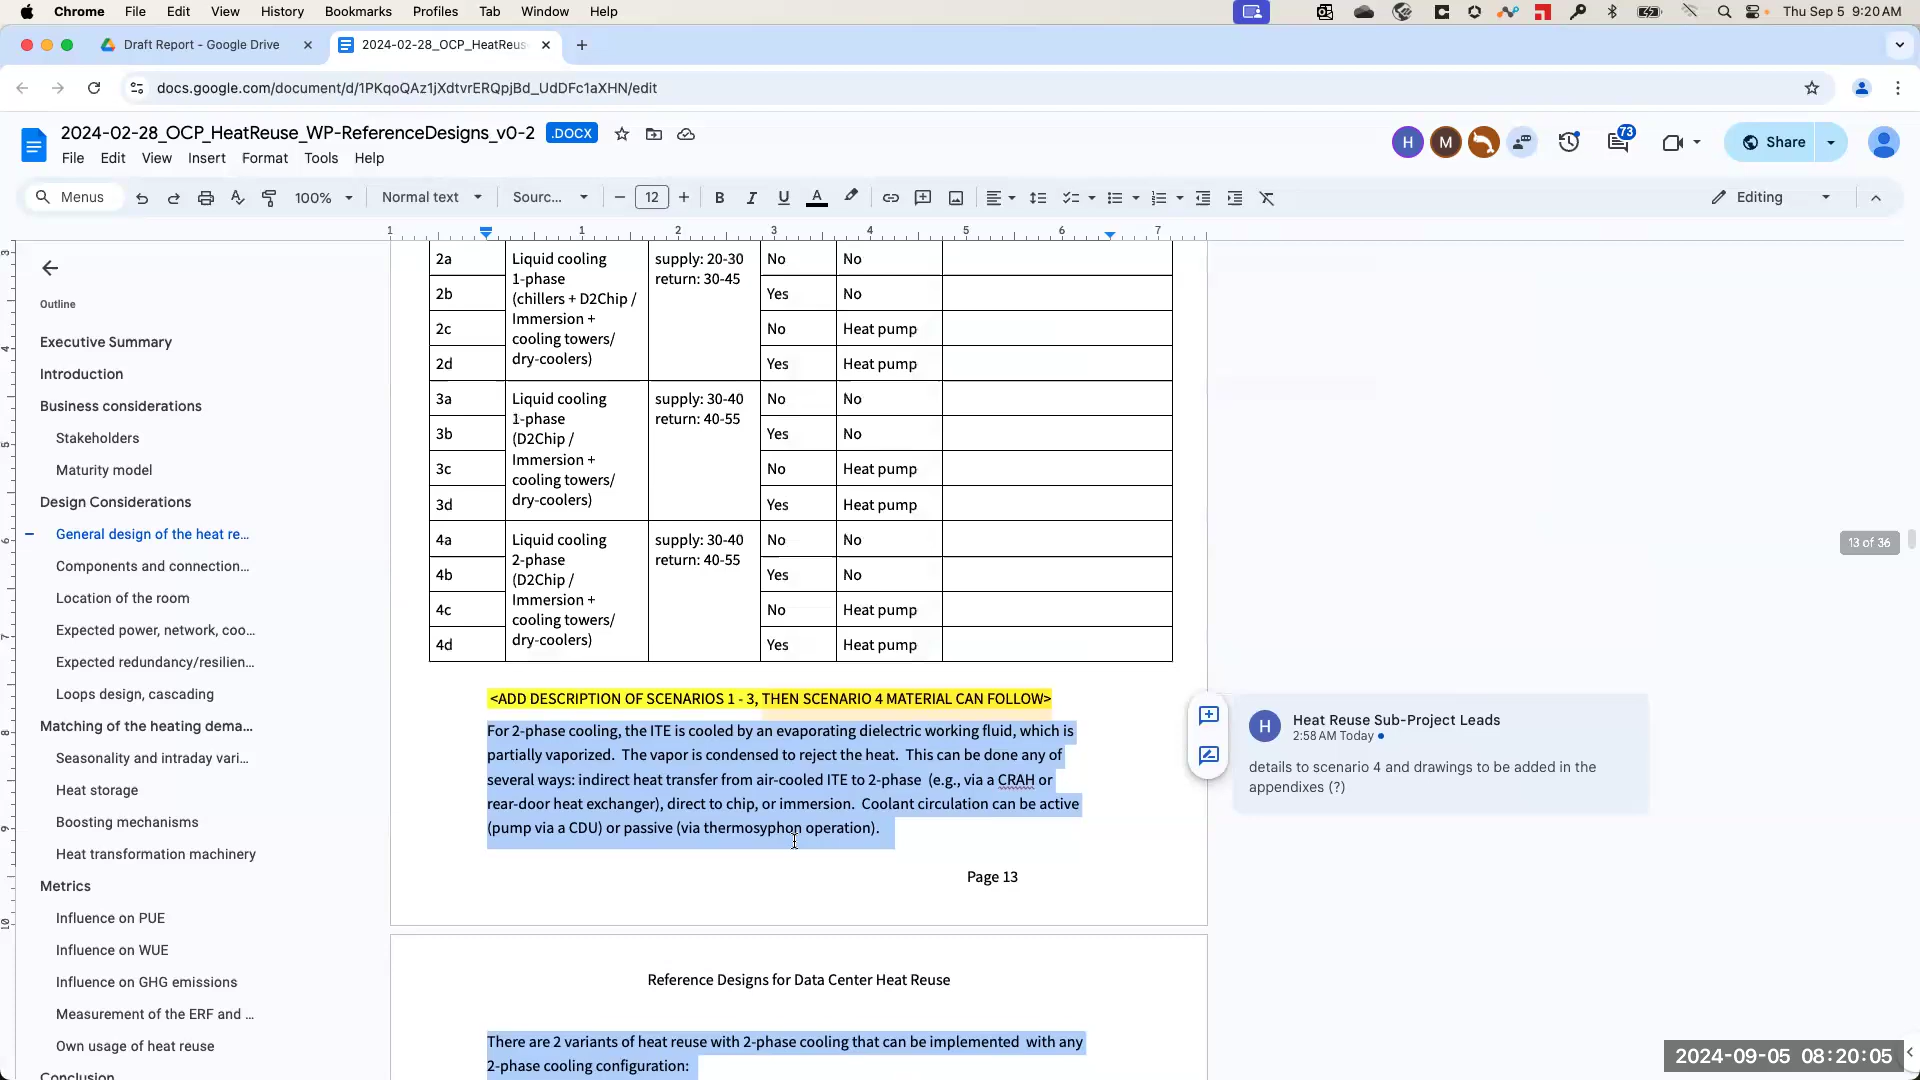 Chrome File Edit View History Bookmarks Profiles Tab Window Help Thu Sep 5 9:20 AM
Draft Report - Google Drive 2024-02-28_OCP_HeatReus
docs.google.com/document/d/1PKqoQAz1jXdtvrERQpjBd_UdDFc1aXHN/edit
2024-02-28_OCP_HeatReuse_WP-ReferenceDesigns_v0-2 .DOCX
H M 73 Share
File Edit View Insert Format Tools Help
Menus 100% Normal text Sourc... 12 B I U A Editing
1 1 2 3 4 5 6 7
3
4
5
6
7
8
9
10
Outline
Executive Summary
Introduction
Business considerations
Stakeholders
Maturity model
Design Considerations
General design of the heat re...
Components and connection...
Location of the room
Expected power, network, coo...
Expected redundancy/resilien...
Loops design, cascading
Matching of the heating dema...
Seasonality and intraday vari...
Heat storage
Boosting mechanisms
Heat transformation machinery
Metrics
Influence on PUE
Influence on WUE
Influence on GHG emissions
Measurement of the ERF and ...
Own usage of heat reuse
Conclusion
2a Liquid cooling supply: 20-30 No No
1-phase return: 30-45
2b (chillers + D2Chip / Yes No
Immersion +
2c cooling towers/ No Heat pump
2d dry-coolers) Yes Heat pump
3a Liquid cooling supply: 30-40 No No
1-phase return: 40-55
3b (D2Chip / Yes No
Immersion +
3c cooling towers/ No Heat pump
3d dry-coolers) Yes Heat pump
4a Liquid cooling supply: 30-40 No No
2-phase return: 40-55
4b (D2Chip / Yes No
Immersion +
4c cooling towers/ No Heat pump
4d dry-coolers) Yes Heat pump
<ADD DESCRIPTION OF SCENARIOS 1 - 3, THEN SCENARIO 4 MATERIAL CAN FOLLOW>
For 2-phase cooling, the ITE is cooled by an evaporating dielectric working fluid, which is
partially vaporized. The vapor is condensed to reject the heat. This can be done any of
several ways: indirect heat transfer from air-cooled ITE to 2-phase (e.g., via a CRAH or
rear-door heat exchanger), direct to chip, or immersion. Coolant circulation can be active
(pump via a CDU) or passive (via thermosyphon operation).
Page 13
Reference Designs for Data Center Heat Reuse
There are 2 variants of heat reuse with 2-phase cooling that can be implemented with any
2-phase cooling configuration:
13 of 36
H Heat Reuse Sub-Project Leads
2:58 AM Today
details to scenario 4 and drawings to be added in the
appendixes (?)
2024-09-05 08:20:05